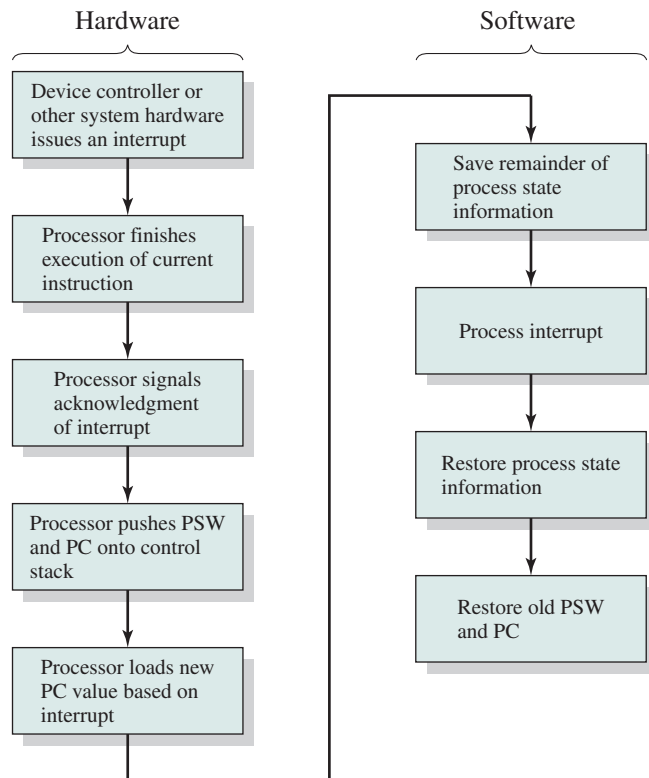 Hardware
Device controller or
other system hardware
issues an interrupt
Processor finishes
execution of current
instruction
Processor signals
acknowledgment
of interrupt
Processor pushes PSW
and PC onto control
stack
Processor loads new
PC value based on
interrupt
Software
Save remainder of
process state
information
Process interrupt
Restore process state
information
Restore old PSW
and PC